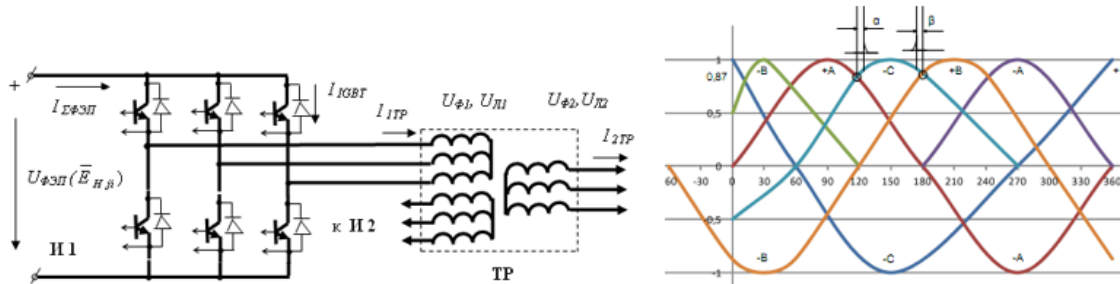 +
I ΣФЭП
I IGBT
U ФЭП (Ē Н,Я)
И 1
к И 2
I 1ТР
U Ф1, U Л1
U Ф2, U Л2
I 2ТР
ТР
α
β
1
0,87
0,5
0
-0,5
-1
-B
+A
-C
+B
-A
+
-60 -30 0 30 60 90 120 150 180 210 240 270 300 330 360
-B
-C
-A